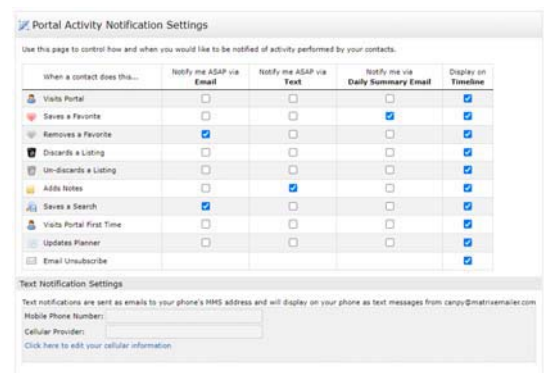 Portal Activity Notification Settings
Use this page to control how and when you would like to be notified of activity performed by your contacts.
When a contact does this... Notify me ASAP via Email Notify me ASAP via Text Notify me via Daily Summary Email Display on Timeline
Visits Portal
Saves a Favorite
Removes a Favorite
Discards a Listing
Un-discards a Listing
Adds Notes
Saves a Search
Visits Portal First Time
Updates Planner
Email Unsubscribe
Text Notification Settings
Text notifications are sent as emails to your phone's MMS address and will display on your phone as text messages from canpy@matrixemailer.com
Mobile Phone Number:
Cellular Provider:
Click here to edit your cellular information